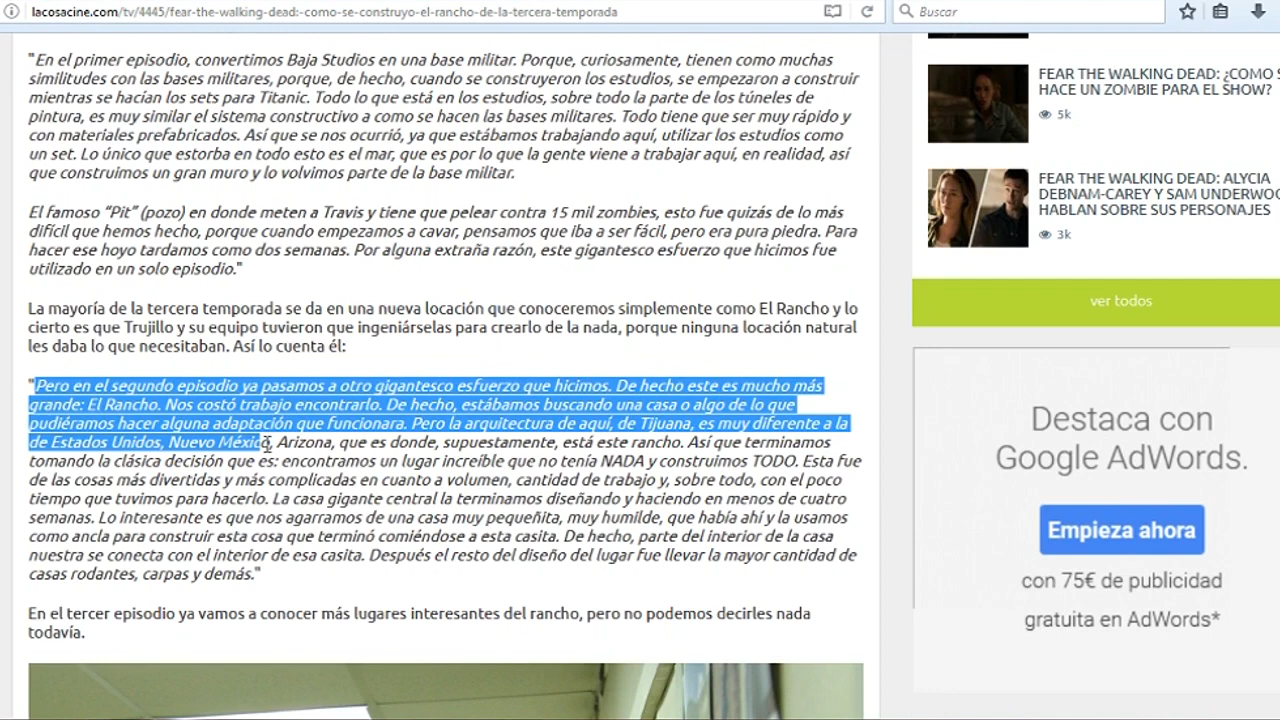 lacosacine.com/tv/4445/fear-the-walking-dead:-como-se-construyo-el-rancho-de-la-tercera-temporada
Buscar
"En el primer episodio, convertimos Baja Studios en una base militar. Porque, curiosamente, tienen como muchas
similitudes con las bases militares, porque, de hecho, cuando se construyeron los estudios, se empezaron a construir
mientras se hacían los sets para Titanic. Todo lo que está en los estudios, sobre todo la parte de los túneles de
pintura, es muy similar el sistema constructivo a como se hacen las bases militares. Todo tiene que ser muy rápido y
con materiales prefabricados. Así que se nos ocurrió, ya que estábamos trabajando aquí, utilizar los estudios como
un set. Lo único que estorba en todo esto es el mar, que es por lo que la gente viene a trabajar aquí, en realidad, así
que construimos un gran muro y lo volvimos parte de la base militar.
El famoso “Pit” (pozo) en donde meten a Travis y tiene que pelear contra 15 mil zombies, esto fue quizás de lo más
difícil que hemos hecho, porque cuando empezamos a cavar, pensamos que iba a ser fácil, pero era pura piedra. Para
hacer ese hoyo tardamos como dos semanas. Por alguna extraña razón, este gigantesco esfuerzo que hicimos fue
utilizado en un solo episodio."
La mayoría de la tercera temporada se da en una nueva locación que conoceremos simplemente como El Rancho y lo
cierto es que Trujillo y su equipo tuvieron que ingeniárselas para crearlo de la nada, porque ninguna locación natural
les daba lo que necesitaban. Así lo cuenta él:
"Pero en el segundo episodio ya pasamos a otro gigantesco esfuerzo que hicimos. De hecho este es mucho más
grande: El Rancho. Nos costó trabajo encontrarlo. De hecho, estábamos buscando una casa o algo de lo que
pudiéramos hacer alguna adaptación que funcionara. Pero la arquitectura de aquí, de Tijuana, es muy diferente a la
de Estados Unidos, Nuevo México, Arizona, que es donde, supuestamente, está este rancho. Así que terminamos
tomando la clásica decisión que es: encontramos un lugar increíble que no tenía NADA y construimos TODO. Esta fue
de las cosas más divertidas y más complicadas en cuanto a volumen, cantidad de trabajo y, sobre todo, con el poco
tiempo que tuvimos para hacerlo. La casa gigante central la terminamos diseñando y haciendo en menos de cuatro
semanas. Lo interesante es que nos agarramos de una casa muy pequeñita, muy humilde, que había ahí y la usamos
como ancla para construir esta cosa que terminó comiéndose a esta casita. De hecho, parte del interior de la casa
nuestra se conecta con el interior de esa casita. Después el resto del diseño del lugar fue llevar la mayor cantidad de
casas rodantes, carpas y demás."
En el tercer episodio ya vamos a conocer más lugares interesantes del rancho, pero no podemos decirles nada
todavía.
FEAR THE WALKING DEAD: ¿COMO S
HACE UN ZOMBIE PARA EL SHOW?
5k
FEAR THE WALKING DEAD: ALYCIA
DEBNAM-CAREY Y SAM UNDERWOO
HABLAN SOBRE SUS PERSONAJES
3k
ver todos
Destaca con
Google AdWords.
Empieza ahora
con 75€ de publicidad
gratuita en AdWords*